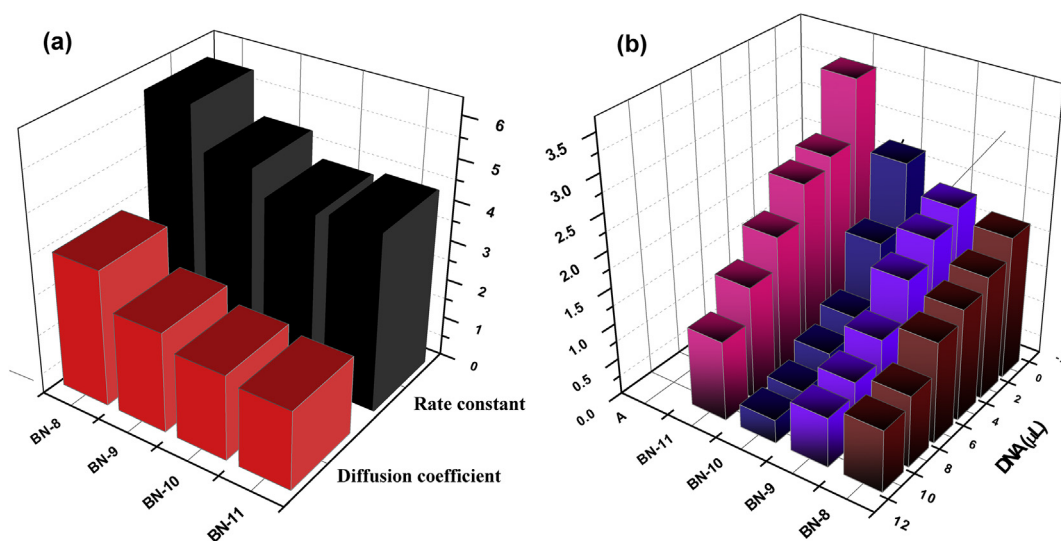 (a)
6
5
4
3
2
1
0
BN-8
BN-9
BN-10
BN-11
Rate constant
Diffusion coefficient
(b)
3.5
3.0
2.5
2.0
1.5
1.0
0.5
0.0
A
BN-11
BN-10
BN-9
BN-8
0
2
4
6
8
10
12
DNA(µL)